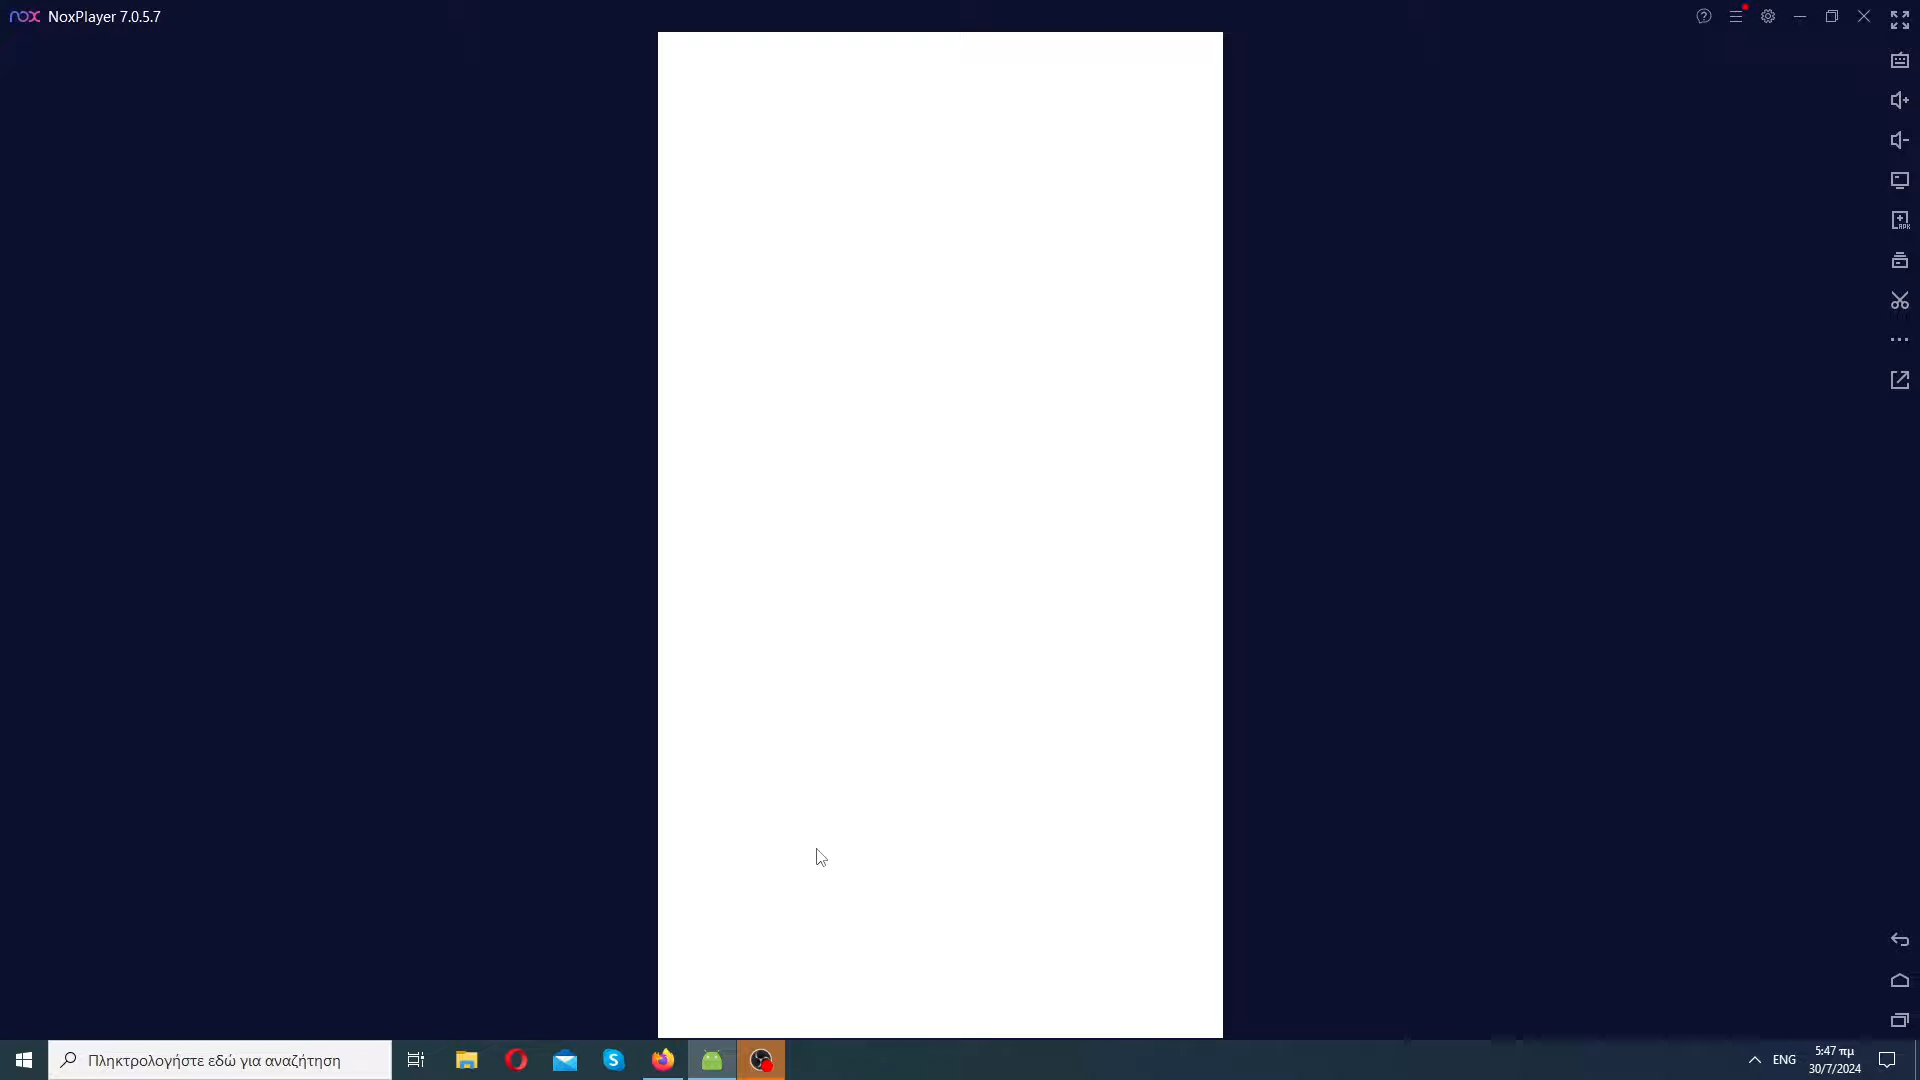 nox NoxPlayer 7.0.5.7
Πληκτρολογήστε εδώ για αναζήτηση
ENG
5:47 πμ
30/7/2024